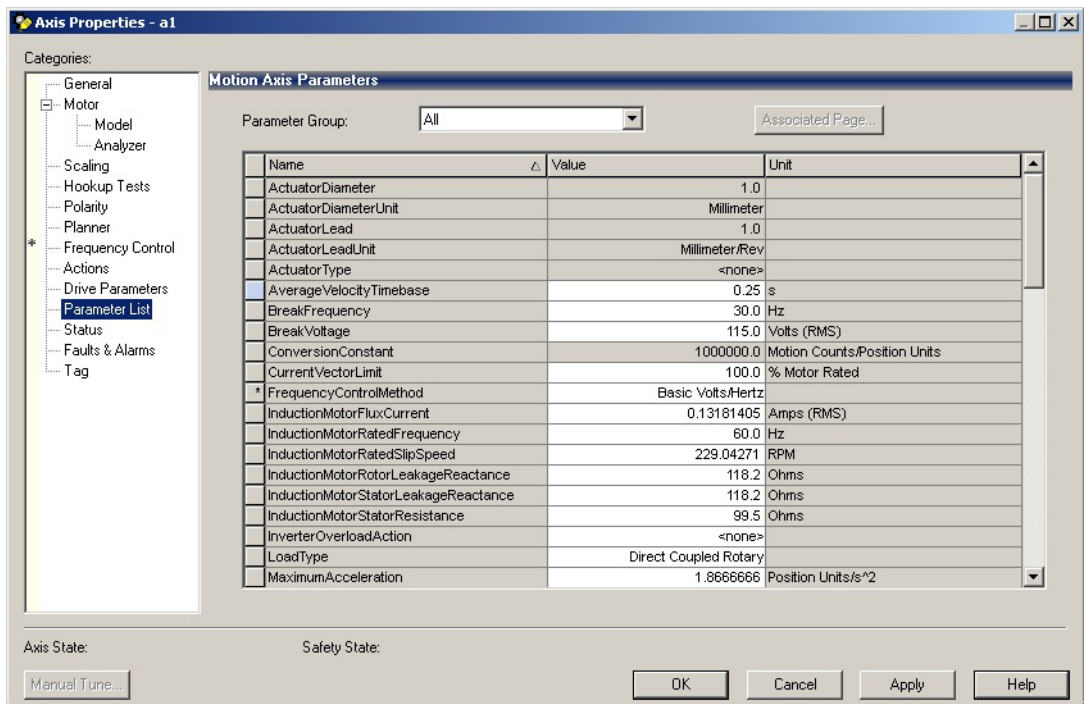 Axis Properties - a1
Categories:
General
Motor
Model
Analyzer
Scaling
Hookup Tests
Polarity
Planner
* Frequency Control
Actions
Drive Parameters
Parameter List
Status
Faults & Alarms
Tag
Motion Axis Parameters
Parameter Group: All Associated Page...
Name Value Unit
ActuatorDiameter 1.0
ActuatorDiameterUnit Millimeter
ActuatorLead 1.0
ActuatorLeadUnit Millimeter/Rev
ActuatorType <none>
AverageVelocityTimebase 0.25 s
BreakFrequency 30.0 Hz
BreakVoltage 115.0 Volts (RMS)
ConversionConstant 1000000.0 Motion Counts/Position Units
CurrentVectorLimit 100.0 % Motor Rated
* FrequencyControlMethod Basic Volts/Hertz
InductionMotorFluxCurrent 0.13181405 Amps (RMS)
InductionMotorRatedFrequency 60.0 Hz
InductionMotorRatedSlipSpeed 229.04271 RPM
InductionMotorRotorLeakageReactance 118.2 Ohms
InductionMotorStatorLeakageReactance 118.2 Ohms
InductionMotorStatorResistance 99.5 Ohms
InverterOverloadAction <none>
LoadType Direct Coupled Rotary
MaximumAcceleration 1.8666666 Position Units/s^2
Axis State: Safety State:
Manual Tune... OK Cancel Apply Help